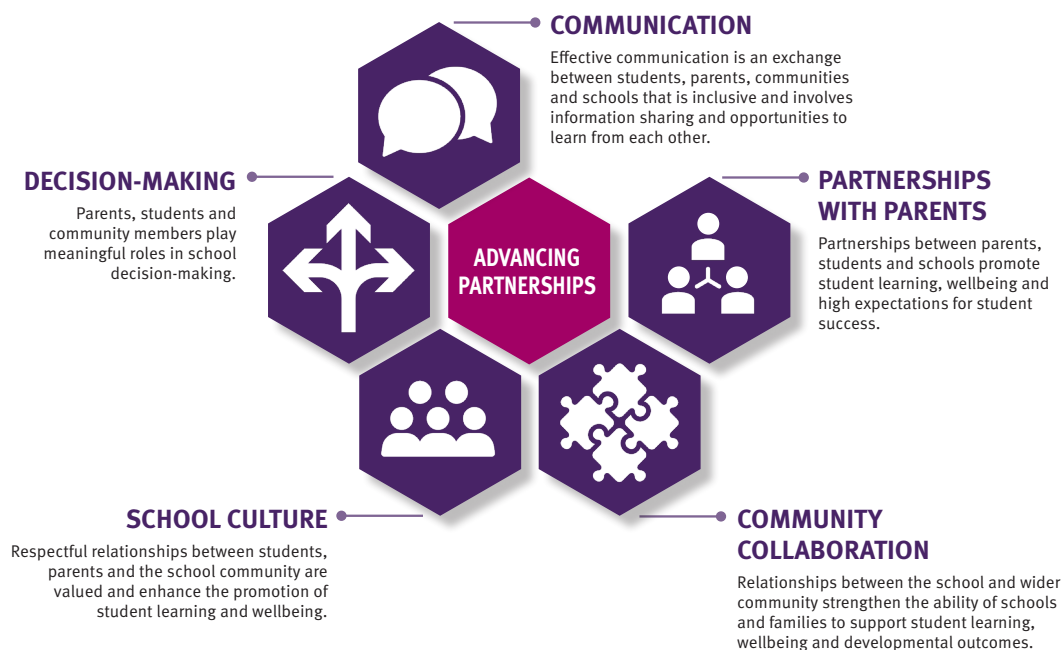 COMMUNICATION
Effective communication is an exchange
between students, parents, communities
and schools that is inclusive and involves
information sharing and opportunities to
learn from each other.
DECISION-MAKING
Parents, students and
community members play
meaningful roles in school
decision-making.
ADVANCING
PARTNERSHIPS
PARTNERSHIPS
WITH PARENTS
Partnerships between parents,
students and schools promote
student learning, wellbeing and
high expectations for student
success.
SCHOOL CULTURE
Respectful relationships between students,
parents and the school community are
valued and enhance the promotion of
student learning and wellbeing.
COMMUNITY
COLLABORATION
Relationships between the school and wider
community strengthen the ability of schools
and families to support student learning,
wellbeing and developmental outcomes.